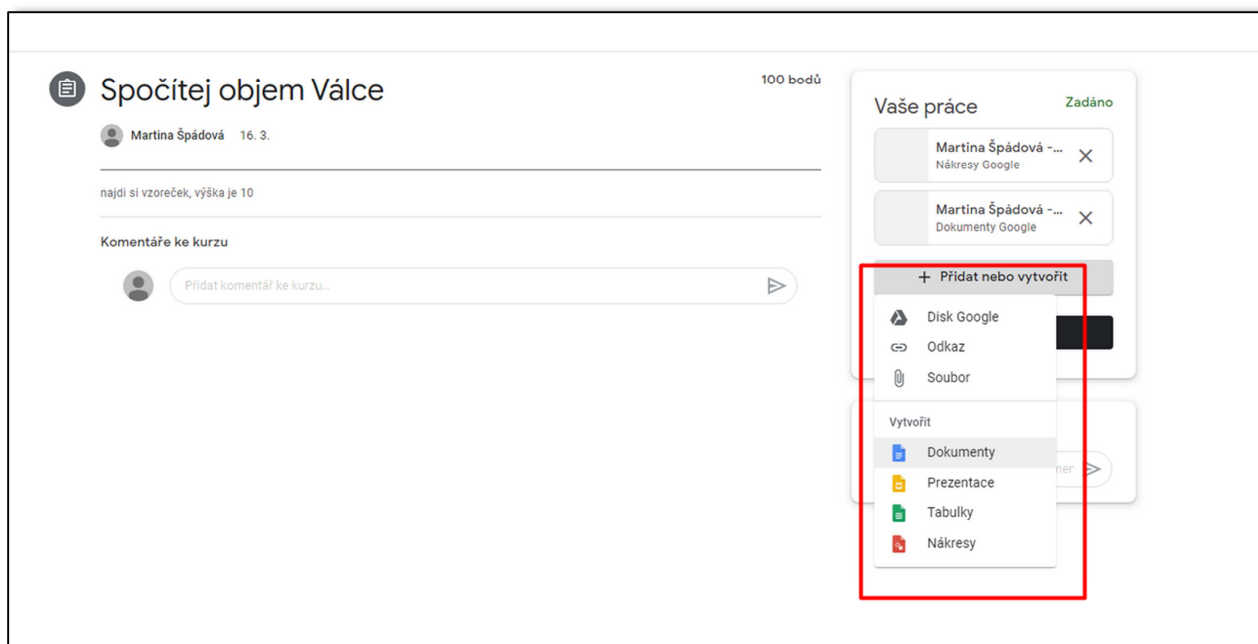 Spočítej objem Válce
100 bodů
Martina Špádová 16. 3.
najdi si vzoreček, výška je 10
Komentáře ke kurzu
Přidat komentář ke kurzu...
Vaše práce
Zadáno
Martina Špádová -...
Nákresy Google
Martina Špádová -...
Dokumenty Google
+ Přidat nebo vytvořit
Disk Google
Odkaz
Soubor
Vytvořit
Dokumenty
Prezentace
Tabulky
Nákresy